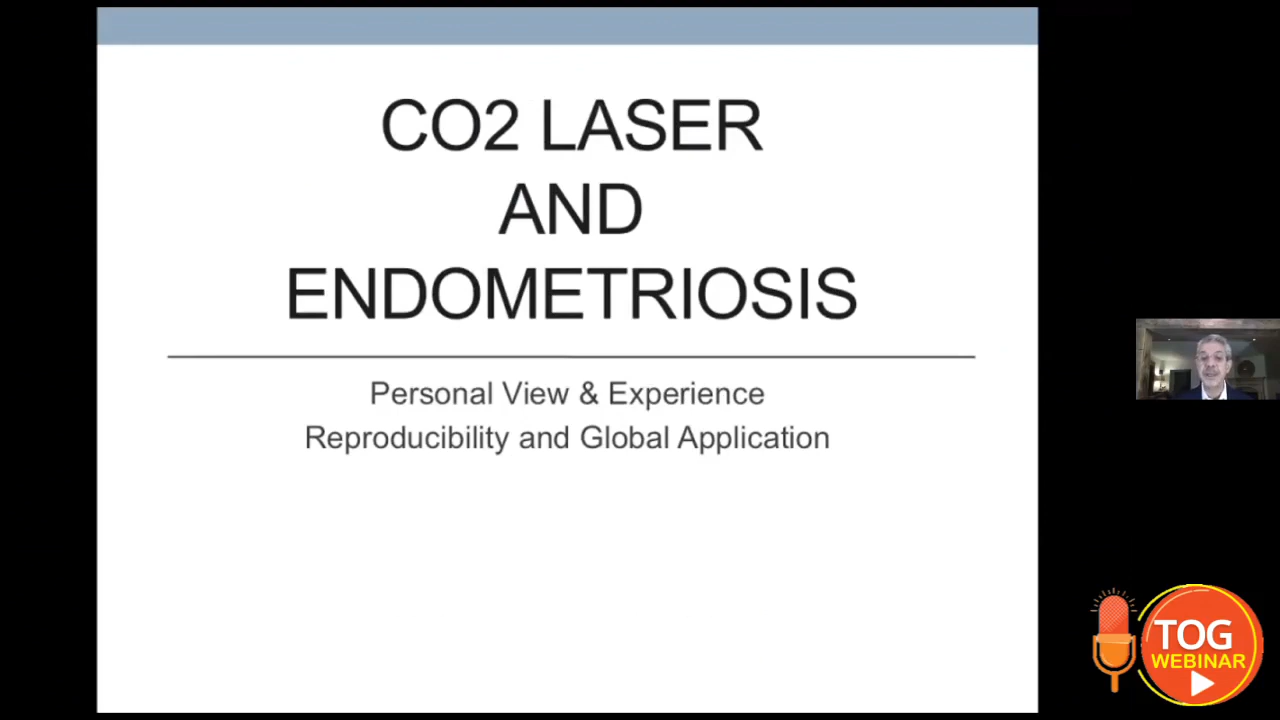 CO2 LASER
AND
ENDOMETRIOSIS
Personal View & Experience
Reproducibility and Global Application
TOG
WEBINAR